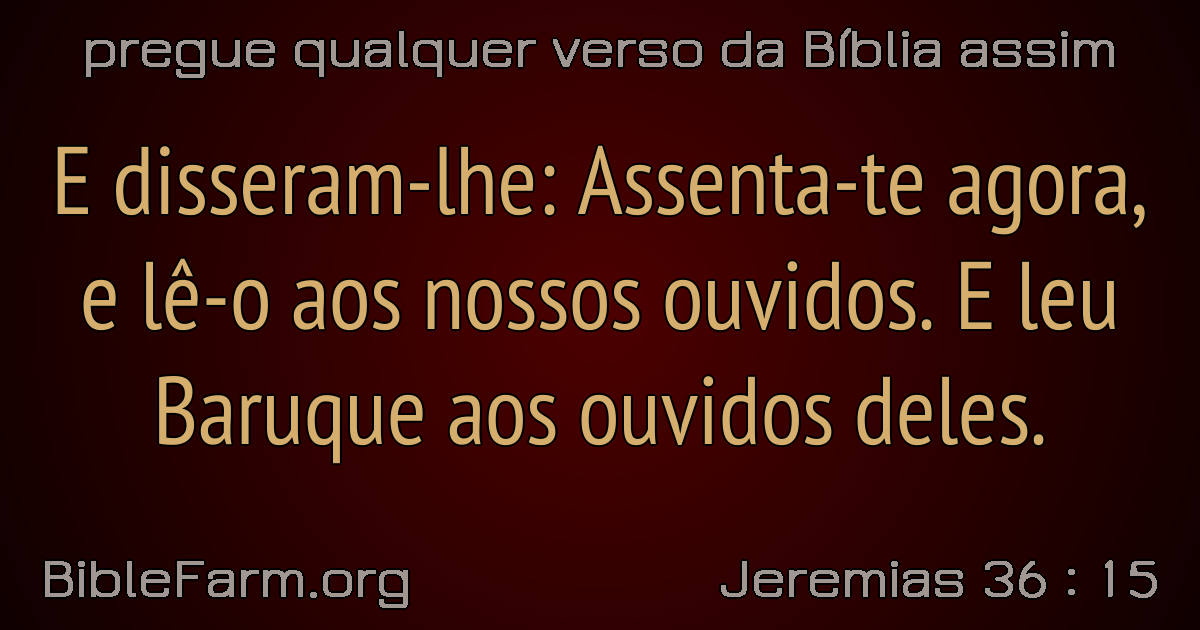 pregue qualquer verso da Bíblia assim
E disseram-lhe: Assenta-te agora,
e lê-o aos nossos ouvidos. E leu
Baruque aos ouvidos deles.
BibleFarm.org
Jeremias 36 : 15